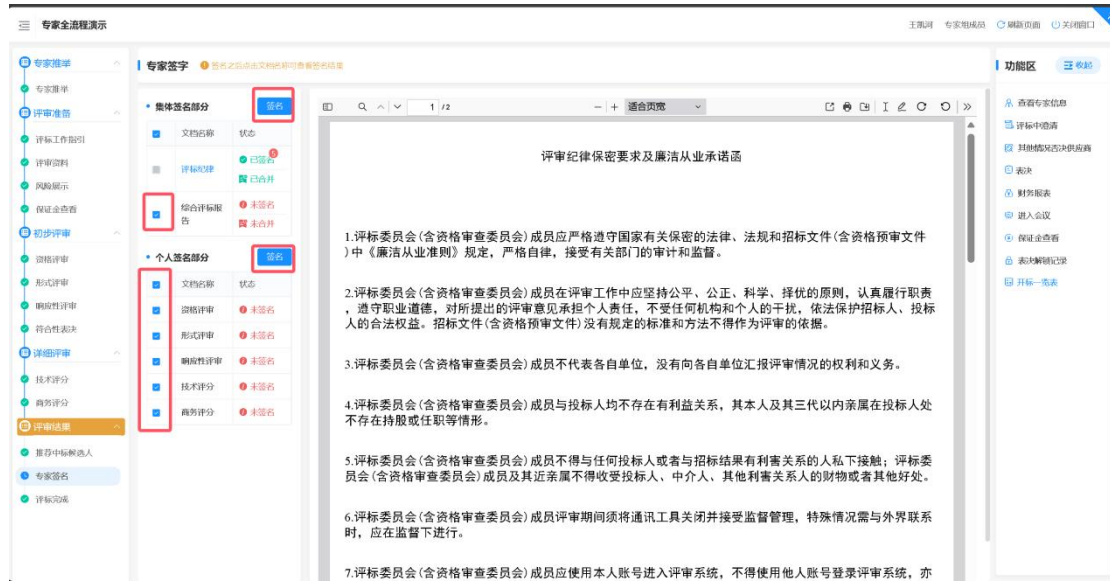 专家全流程演示
王凯河 专家组成员 刷新页面 关闭窗口
专家推举
专家推举
评审准备
评标工作指引
评审资料
风险展示
保证金查看
初步评审
资格评审
形式评审
响应性评审
符合性表决
详细评审
技术评分
商务评分
评审结果
推荐中标候选人
专家签名
评标完成
专家签字 签名之后点击文档名称可查看签名结果
集体签名部分 签名
文档名称 状态
评标纪律 已签名 5
已合并
综合评标报告 未签名
未合并
个人签名部分 签名
文档名称 状态
资格评审 未签名
形式评审 未签名
响应性评审 未签名
技术评分 未签名
商务评分 未签名
1 /2 − + 适合页宽
评审纪律保密要求及廉洁从业承诺函
1.评标委员会(含资格审查委员会)成员应严格遵守国家有关保密的法律、法规和招标文件(含资格预审文件
)中《廉洁从业准则》规定，严格自律，接受有关部门的审计和监督。
2.评标委员会(含资格审查委员会)成员在评审工作中应坚持公平、公正、科学、择优的原则，认真履行职责
，遵守职业道德，对所提出的评审意见承担个人责任，不受任何机构和个人的干扰，依法保护招标人、投标
人的合法权益。招标文件(含资格预审文件)没有规定的标准和方法不得作为评审的依据。
3.评标委员会(含资格审查委员会)成员不代表各自单位，没有向各自单位汇报评审情况的权利和义务。
4.评标委员会(含资格审查委员会)成员与投标人均不存在有利益关系，其本人及其三代以内亲属在投标人处
不存在持股或任职等情形。
5.评标委员会(含资格审查委员会)成员不得与任何投标人或者与招标结果有利害关系的人私下接触；评标委
员会(含资格审查委员会)成员及其近亲属不得收受投标人、中介人、其他利害关系人的财物或者其他好处。
6.评标委员会(含资格审查委员会)成员评审期间须将通讯工具关闭并接受监督管理，特殊情况需与外界联系
时，应在监督下进行。
7.评标委员会(含资格审查委员会)成员应使用本人账号进入评审系统，不得使用他人账号登录评审系统，亦
功能区 收起
查看专家信息
评标中澄清
其他情况否决供应商
表决
财务报表
进入会议
保证金查看
表决解锁记录
开标一览表